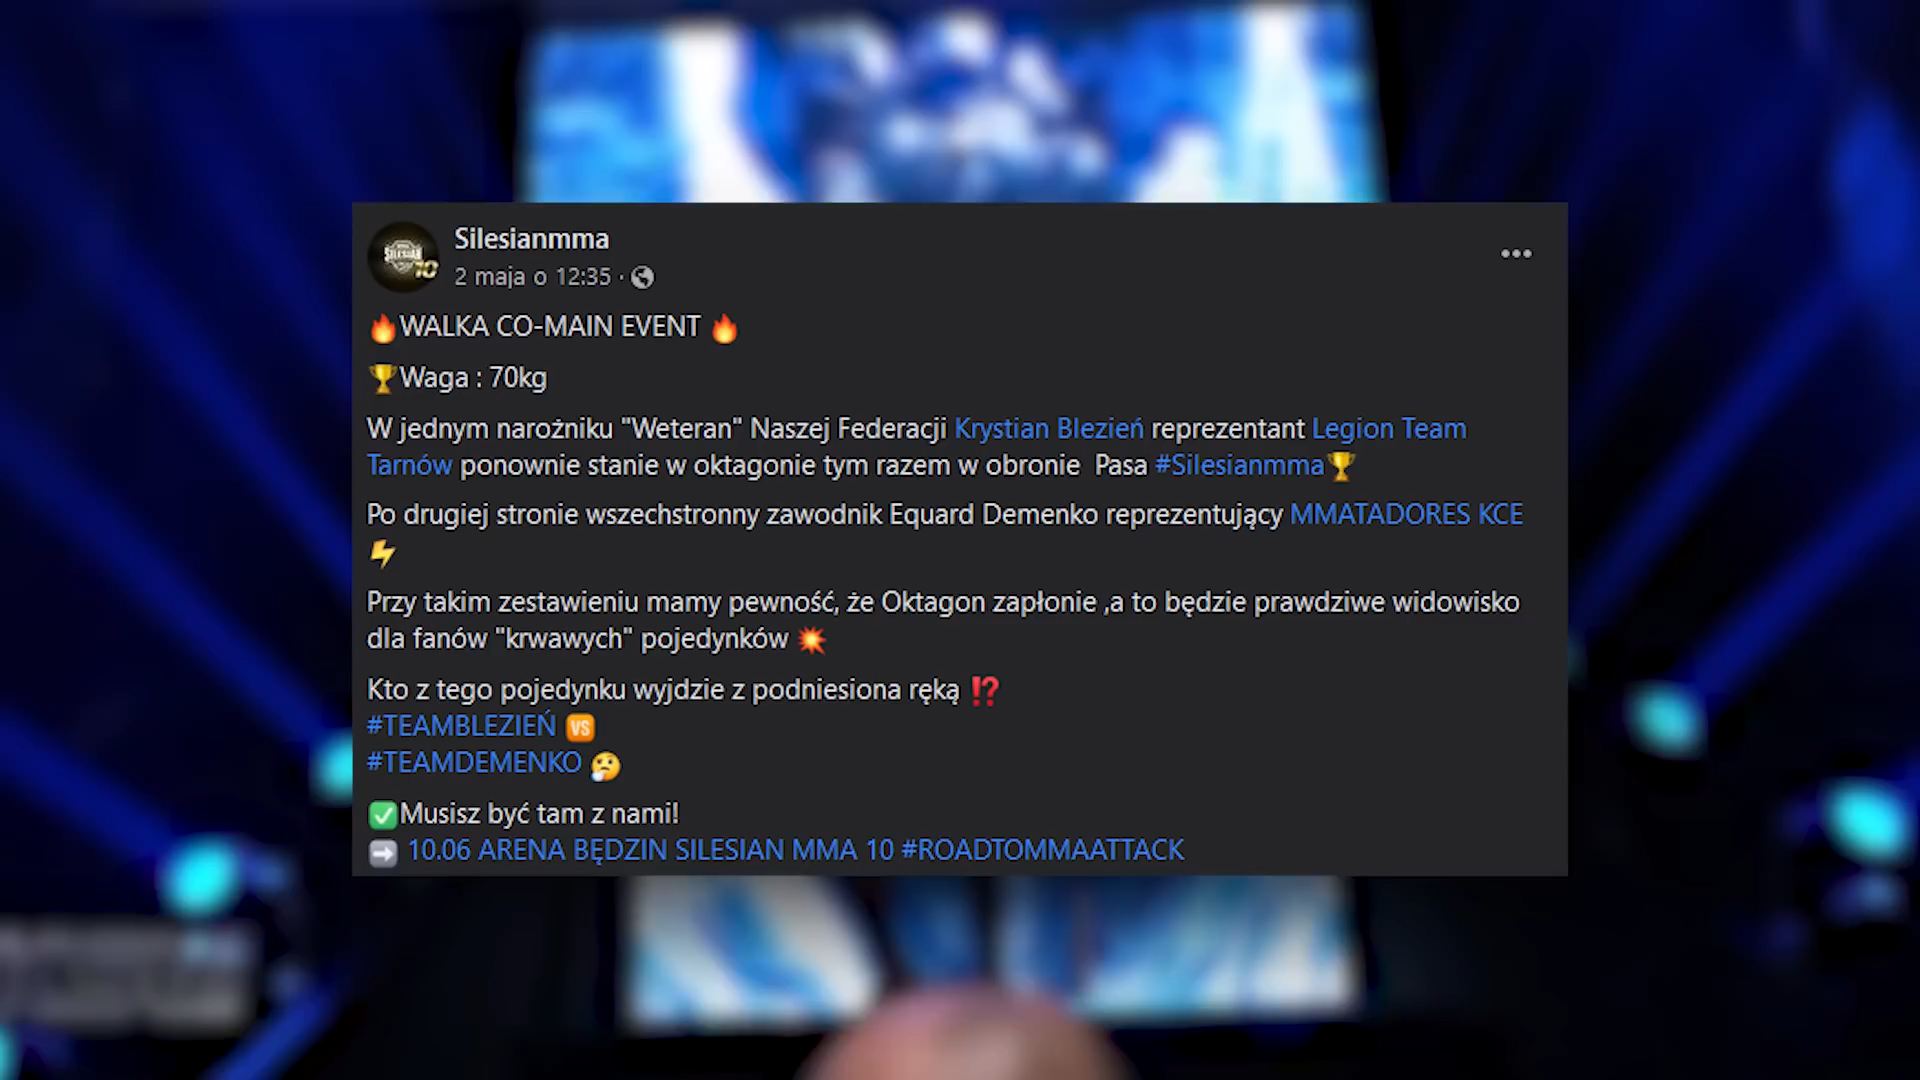 Silesianmma
2 maja o 12:35 ·
🔥WALKA CO-MAIN EVENT 🔥
🏆Waga : 70kg
W jednym narożniku "Weteran" Naszej Federacji Krystian Blezień reprezentant Legion Team
Tarnów ponownie stanie w oktagonie tym razem w obronie Pasa #Silesianmma🏆
Po drugiej stronie wszechstronny zawodnik Equard Demenko reprezentujący MMATADORES KCE
⚡
Przy takim zestawieniu mamy pewność, że Oktagon zapłonie ,a to będzie prawdziwe widowisko
dla fanów "krwawych" pojedynków 💥
Kto z tego pojedynku wyjdzie z podniesiona ręką ⁉️
#TEAMBLEZIEŃ 🆚
#TEAMDEMENKO 🤔
✅Musisz być tam z nami!
➡️ 10.06 ARENA BĘDZIN SILESIAN MMA 10 #ROADTOMMAATTACK
SILESIAN
10